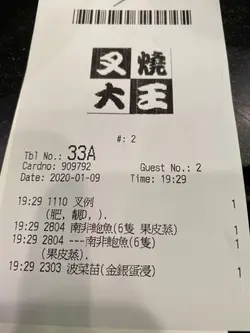 叉燒
大王
#: 2
Tbl No.: 33A
Cardno: 909792 Guest No.: 2
Date: 2020-01-09 Time: 19:29
19:29 1110 叉例 1
(肥, 靚, ).
19:29 2804 南非鮑魚(6隻 果皮蒸) 1
19:29 2804 ---南非鮑魚(6隻) 1
(果皮蒸).
19:29 2303 波菜苗(金銀蛋浸) 1